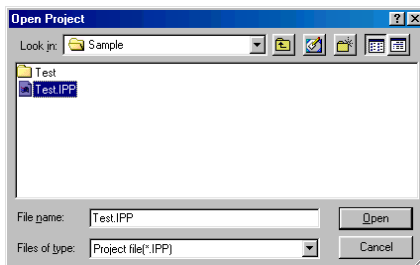 Open Project
Look in: Sample
Test
Test.IPP
File name: Test.IPP Open
Files of type: Project file(*.IPP) Cancel